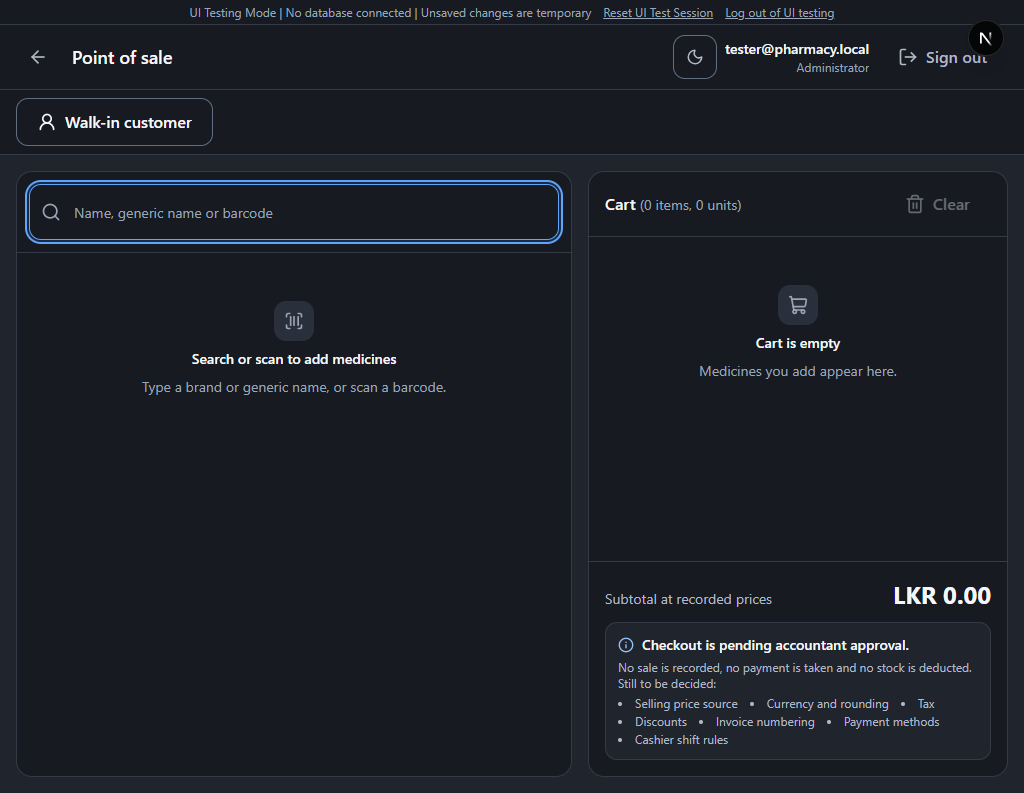 UI Testing Mode | No database connected | Unsaved changes are temporary Reset UI Test Session Log out of UI testing
Point of sale
tester@pharmacy.local
Administrator
Sign out
N
Walk-in customer
Name, generic name or barcode
Search or scan to add medicines
Type a brand or generic name, or scan a barcode.
Cart (0 items, 0 units)
Clear
Cart is empty
Medicines you add appear here.
Subtotal at recorded prices
LKR 0.00
Checkout is pending accountant approval.
No sale is recorded, no payment is taken and no stock is deducted.
Still to be decided:
• Selling price source • Currency and rounding • Tax
• Discounts • Invoice numbering • Payment methods
• Cashier shift rules